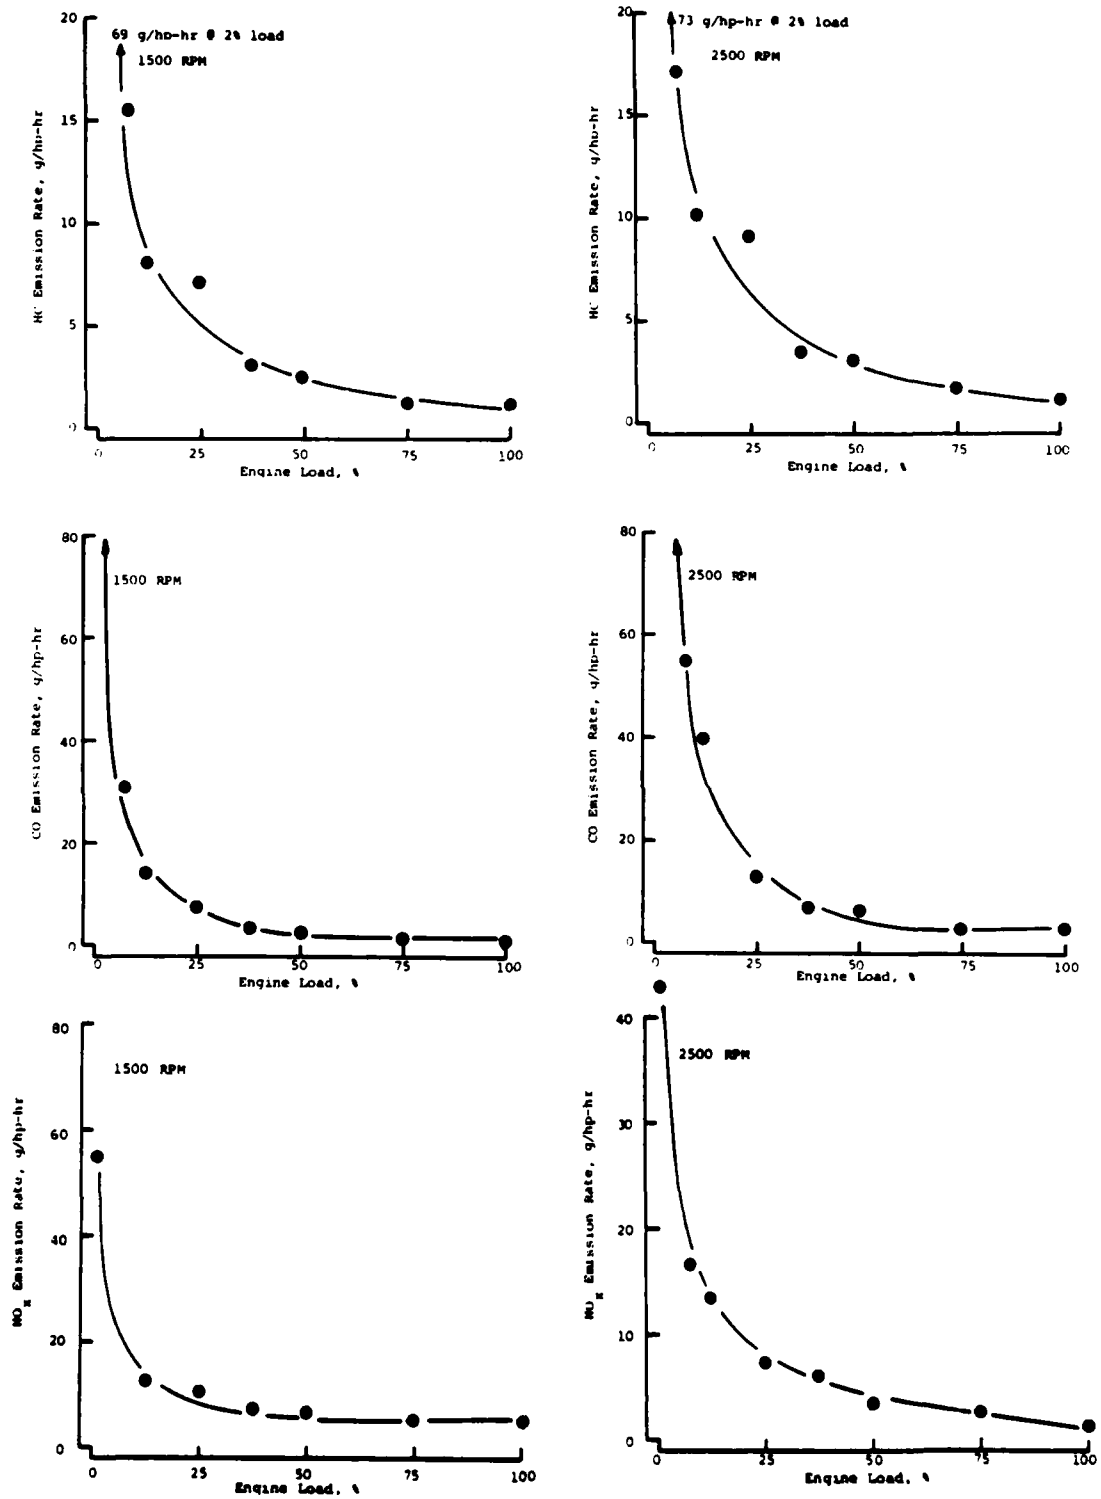 20
69 g/hp-hr @ 2% load
1500 RPM
15
10
5
0
HC Emission Rate, g/hp-hr
0 25 50 75 100
Engine Load, %
20
73 g/hp-hr @ 2% load
2500 RPM
15
10
5
0
HC Emission Rate, g/hp-hr
0 25 50 75 100
Engine Load, %
80
1500 RPM
60
40
20
0
CO Emission Rate, g/hp-hr
0 25 50 75 100
Engine Load, %
80
2500 RPM
60
40
20
0
CO Emission Rate, g/hp-hr
0 25 50 75 100
Engine Load, %
80
1500 RPM
60
40
20
0
NOx Emission Rate, g/hp-hr
0 25 50 75 100
Engine Load, %
40
2500 RPM
30
20
10
0
NOx Emission Rate, g/hp-hr
0 25 50 75 100
Engine Load, %